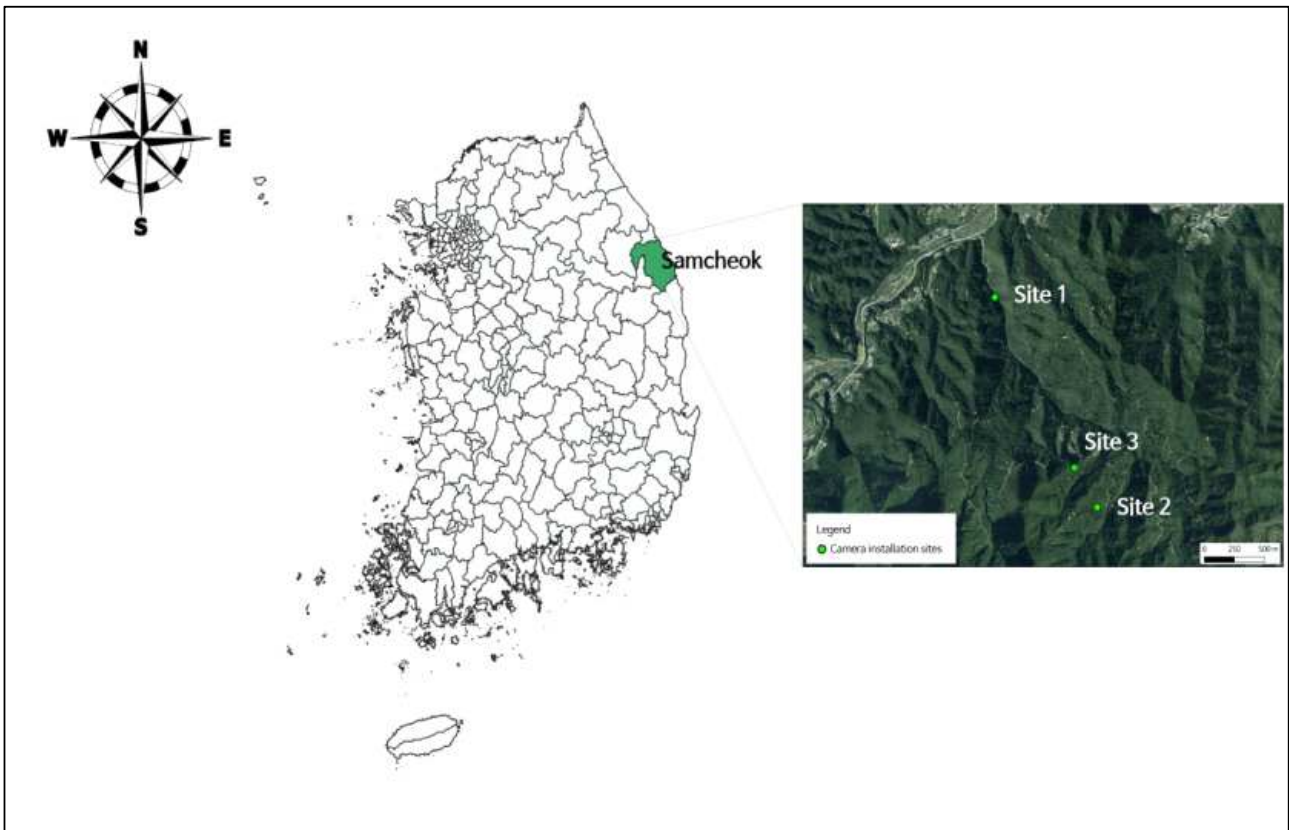 N
W
E
S
Samcheok
Site 1
Site 3
Site 2
Legend
Camera installation sites
0 250 500 m